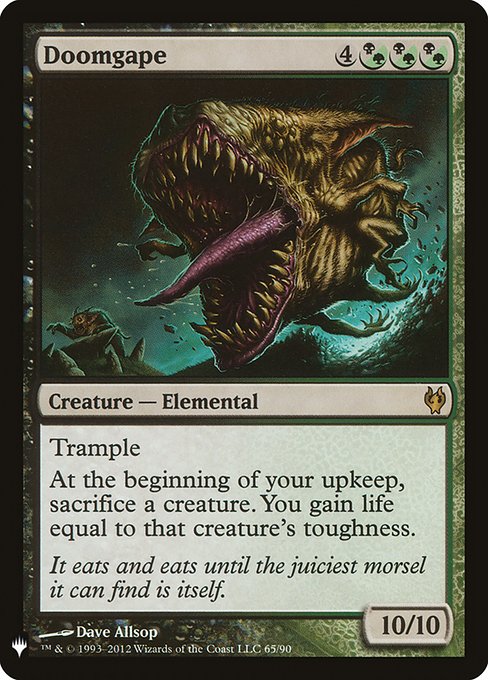 Doomgape 4
Creature — Elemental
Trample
At the beginning of your upkeep,
sacrifice a creature. You gain life
equal to that creature's toughness.
It eats and eats until the juiciest morsel
it can find is itself.
10/10
Dave Allsop
™ & © 1993–2012 Wizards of the Coast LLC 65/90